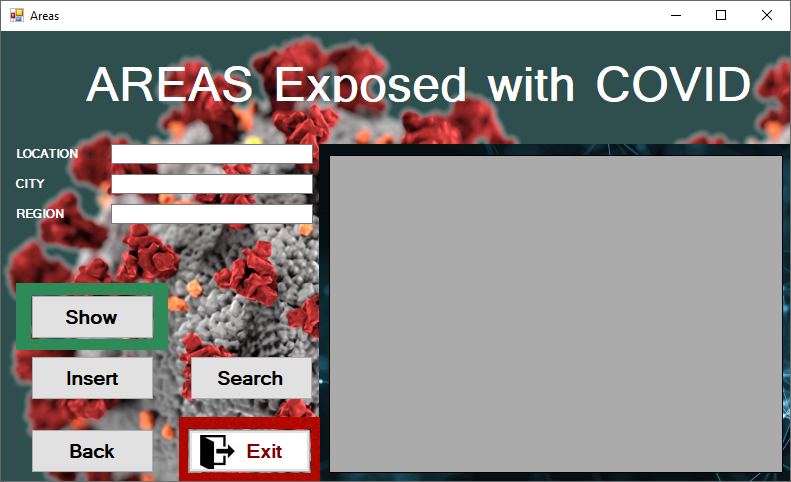 Areas
AREAS Exposed with COVID
LOCATION
CITY
REGION
Show
Insert
Search
Back
Exit